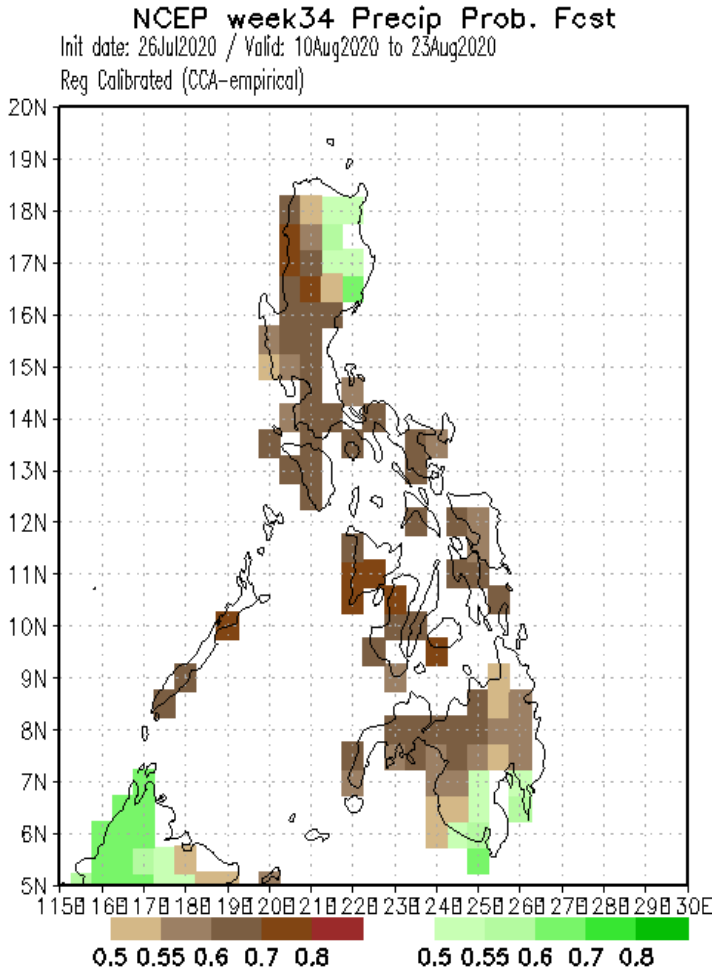 NCEP week34 Precip Prob. Fcst
Init date: 26Jul2020 / Valid: 10Aug2020 to 23Aug2020
Reg Calibrated (CCA-empirical)
20N
19N
18N
17N
16N
15N
14N
13N
12N
11N
10N
9N
8N
7N
6N
5N
115E 116E 117E 118E 119E 120E 121E 122E 123E 124E 125E 126E 127E 128E 129E 130E
0.5 0.55 0.6 0.7 0.8 0.5 0.55 0.6 0.7 0.8